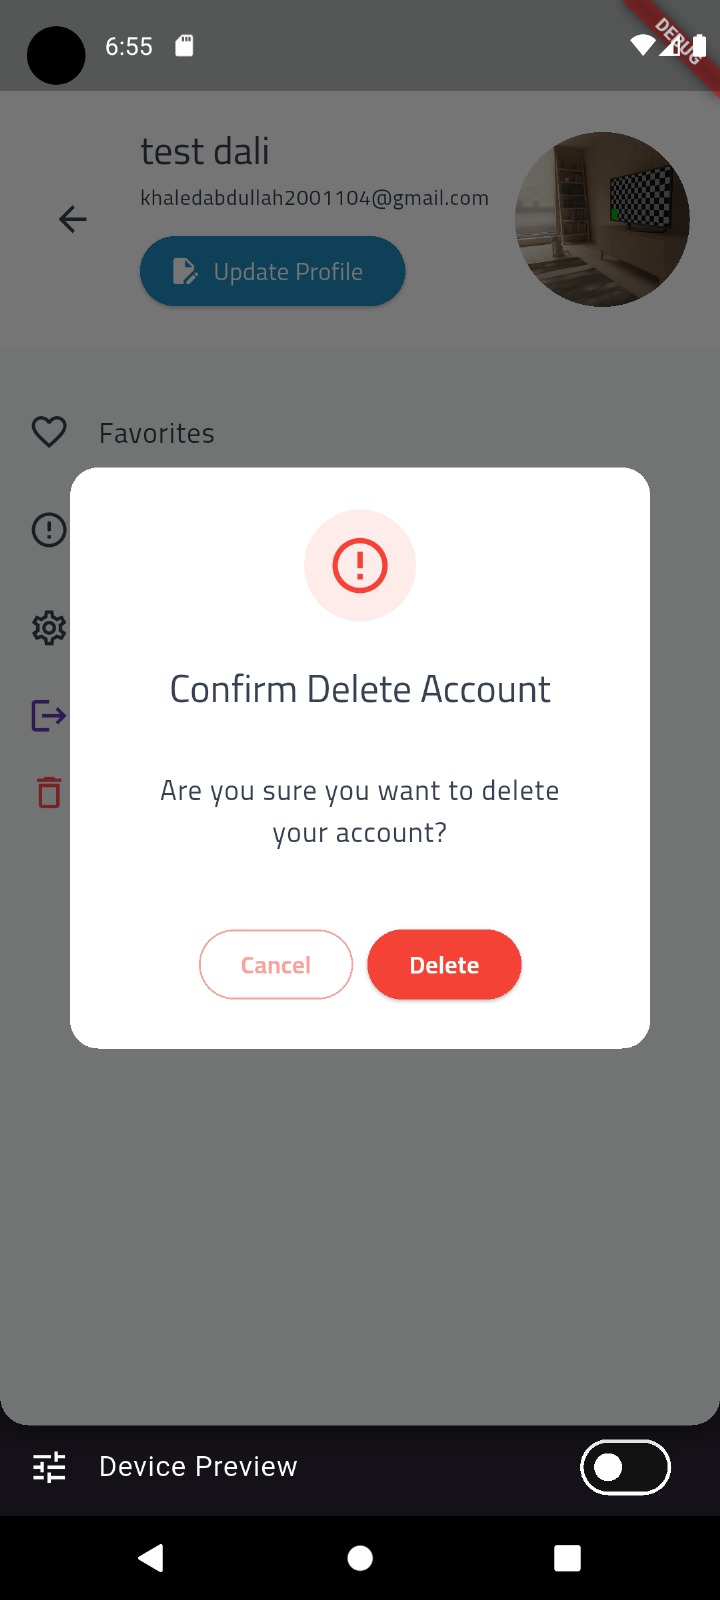 6:55
DEBUG
test dali
khaledabdullah2001104@gmail.com
Update Profile
Favorites
Confirm Delete Account
Are you sure you want to delete
your account?
Cancel
Delete
Device Preview